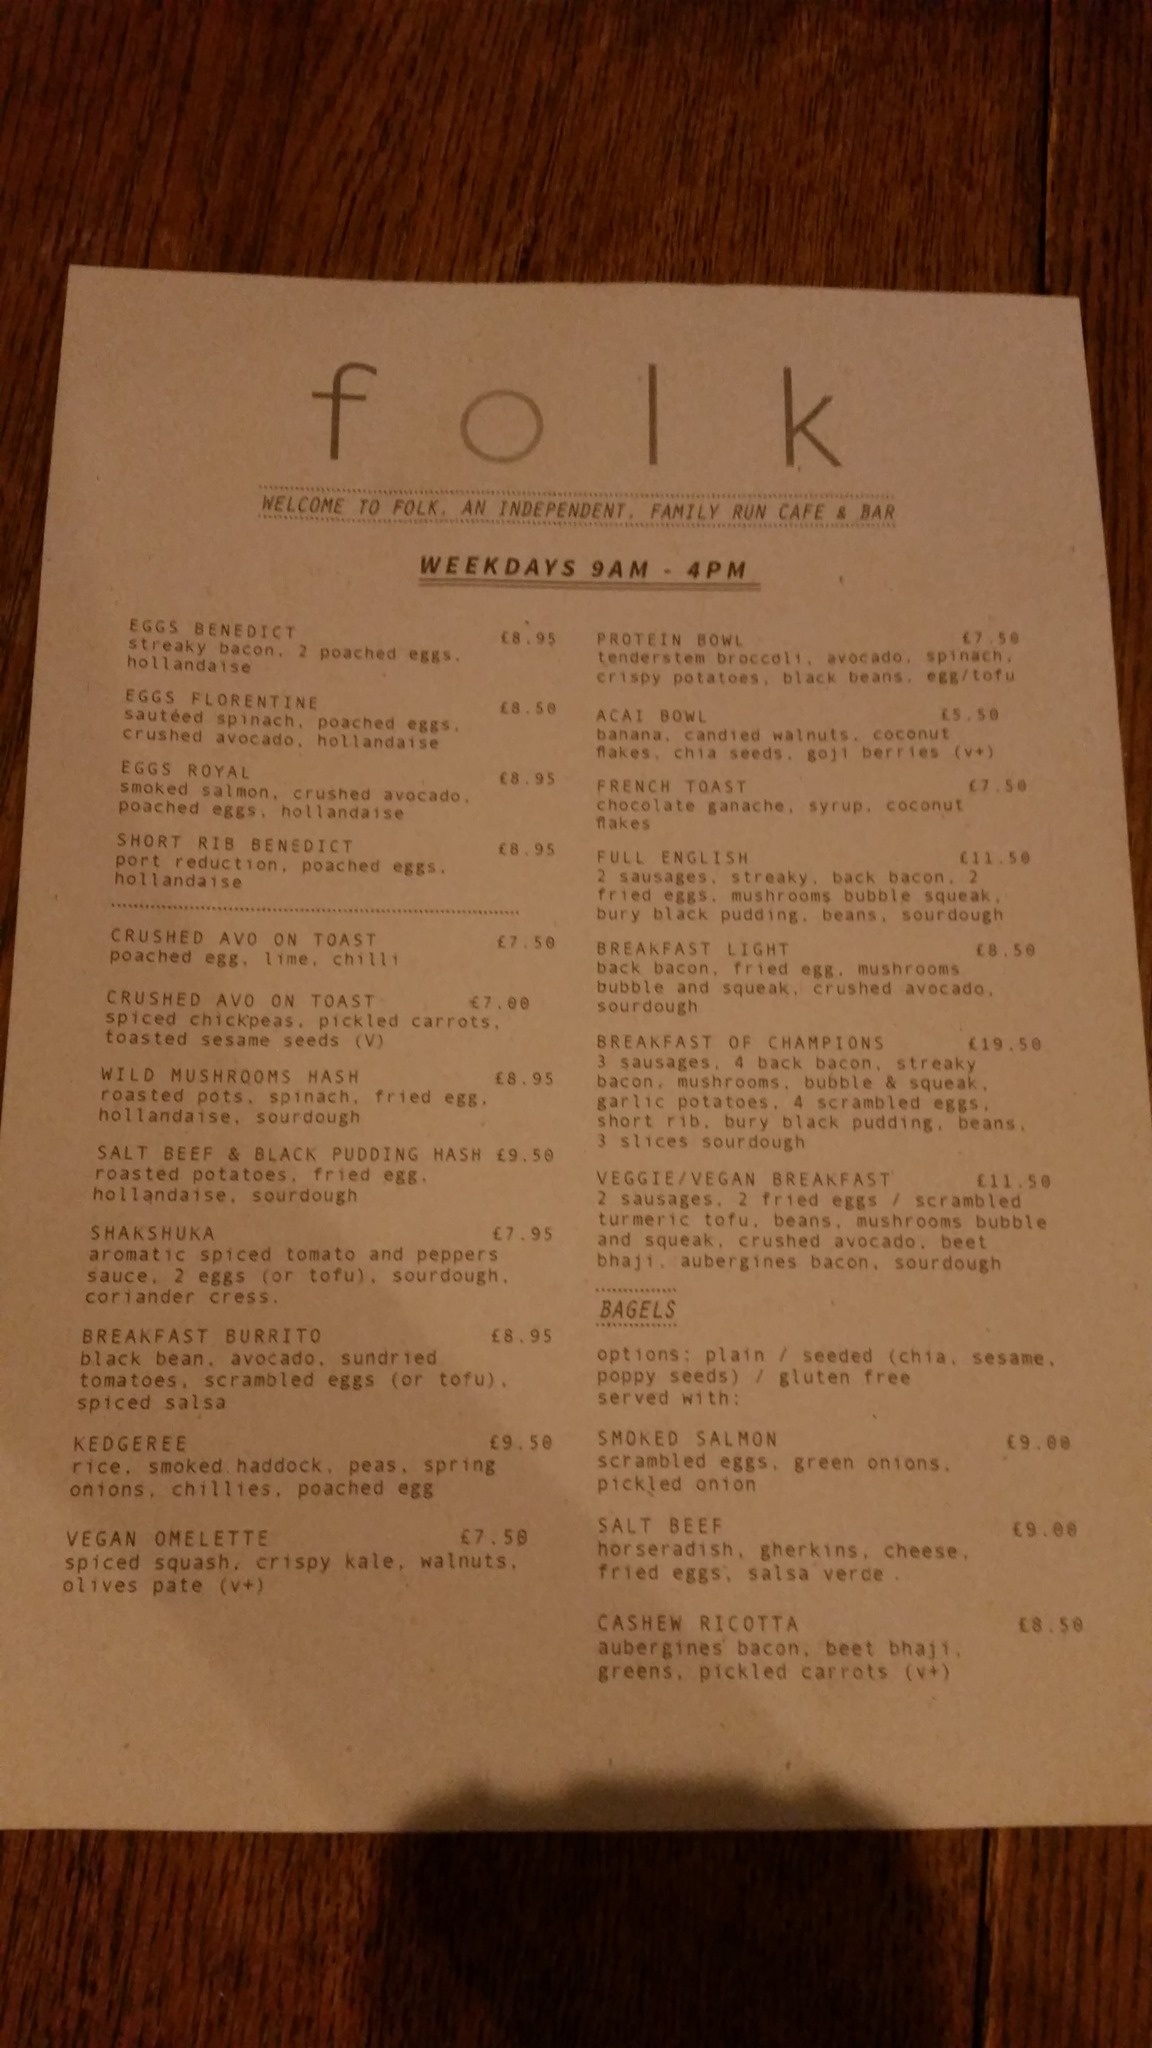 folk
WELCOME TO FOLK. AN INDEPENDENT. FAMILY RUN CAFE & BAR
WEEKDAYS 9AM - 4PM
EGGS BENEDICT £8.95
streaky bacon, 2 poached eggs,
hollandaise
EGGS FLORENTINE £8.50
sautéed spinach, poached eggs,
crushed avocado, hollandaise
EGGS ROYAL £8.95
smoked salmon, crushed avocado,
poached eggs, hollandaise
SHORT RIB BENEDICT £8.95
port reduction, poached eggs,
hollandaise
CRUSHED AVO ON TOAST £7.50
poached egg, lime, chilli
CRUSHED AVO ON TOAST £7.00
spiced chickpeas, pickled carrots,
toasted sesame seeds (V)
WILD MUSHROOMS HASH £8.95
roasted pots, spinach, fried egg,
hollandaise, sourdough
SALT BEEF & BLACK PUDDING HASH £9.50
roasted potatoes, fried egg,
hollandaise, sourdough
SHAKSHUKA £7.95
aromatic spiced tomato and peppers
sauce, 2 eggs (or tofu), sourdough,
coriander cress.
BREAKFAST BURRITO £8.95
black bean, avocado, sundried
tomatoes, scrambled eggs (or tofu),
spiced salsa
KEDGEREE £9.50
rice, smoked haddock, peas, spring
onions, chillies, poached egg
VEGAN OMELETTE £7.50
spiced squash, crispy kale, walnuts,
olives pate (v+)
PROTEIN BOWL £7.50
tenderstem broccoli, avocado, spinach,
crispy potatoes, black beans, egg/tofu
ACAI BOWL £5.50
banana, candied walnuts, coconut
flakes, chia seeds, goji berries (v+)
FRENCH TOAST £7.50
chocolate ganache, syrup, coconut
flakes
FULL ENGLISH £11.50
2 sausages, streaky, back bacon, 2
fried eggs, mushrooms bubble squeak,
bury black pudding, beans, sourdough
BREAKFAST LIGHT £8.50
back bacon, fried egg, mushrooms
bubble and squeak, crushed avocado,
sourdough
BREAKFAST OF CHAMPIONS £19.50
3 sausages, 4 back bacon, streaky
bacon, mushrooms, bubble & squeak,
garlic potatoes, 4 scrambled eggs,
short rib, bury black pudding, beans,
3 slices sourdough
VEGGIE/VEGAN BREAKFAST £11.50
2 sausages, 2 fried eggs / scrambled
turmeric tofu, beans, mushrooms bubble
and squeak, crushed avocado, beet
bhaji, aubergines bacon, sourdough
BAGELS
options: plain / seeded (chia, sesame,
poppy seeds) / gluten free
served with:
SMOKED SALMON £9.00
scrambled eggs, green onions,
pickled onion
SALT BEEF £9.00
horseradish, gherkins, cheese,
fried eggs, salsa verde .
CASHEW RICOTTA £8.50
aubergines bacon, beet bhaji,
greens, pickled carrots (v+)